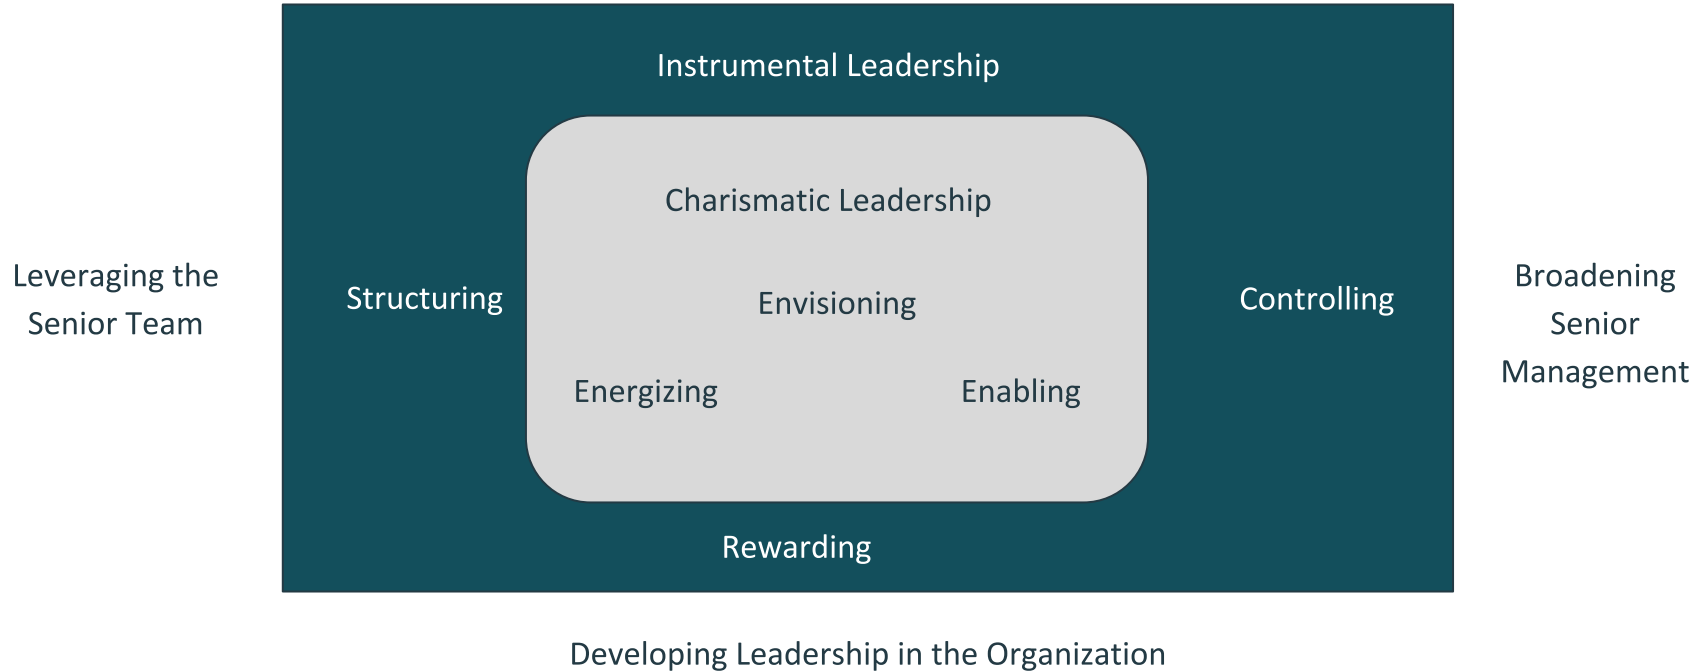 Instrumental Leadership
Charismatic Leadership
Leveraging the
Senior Team
Structuring
Envisioning
Controlling
Broadening
Senior
Management
Energizing
Enabling
Rewarding
Developing Leadership in the Organization